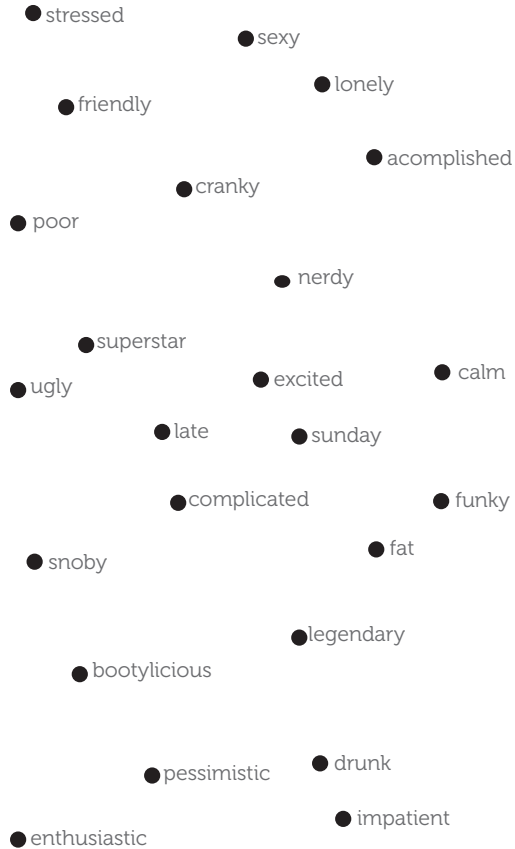 stressed
sexy
lonely
friendly
acomplished
cranky
poor
nerdy
superstar
calm
excited
ugly
late
sunday
complicated
funky
fat
snoby
legendary
bootylicious
drunk
pessimistic
impatient
enthusiastic